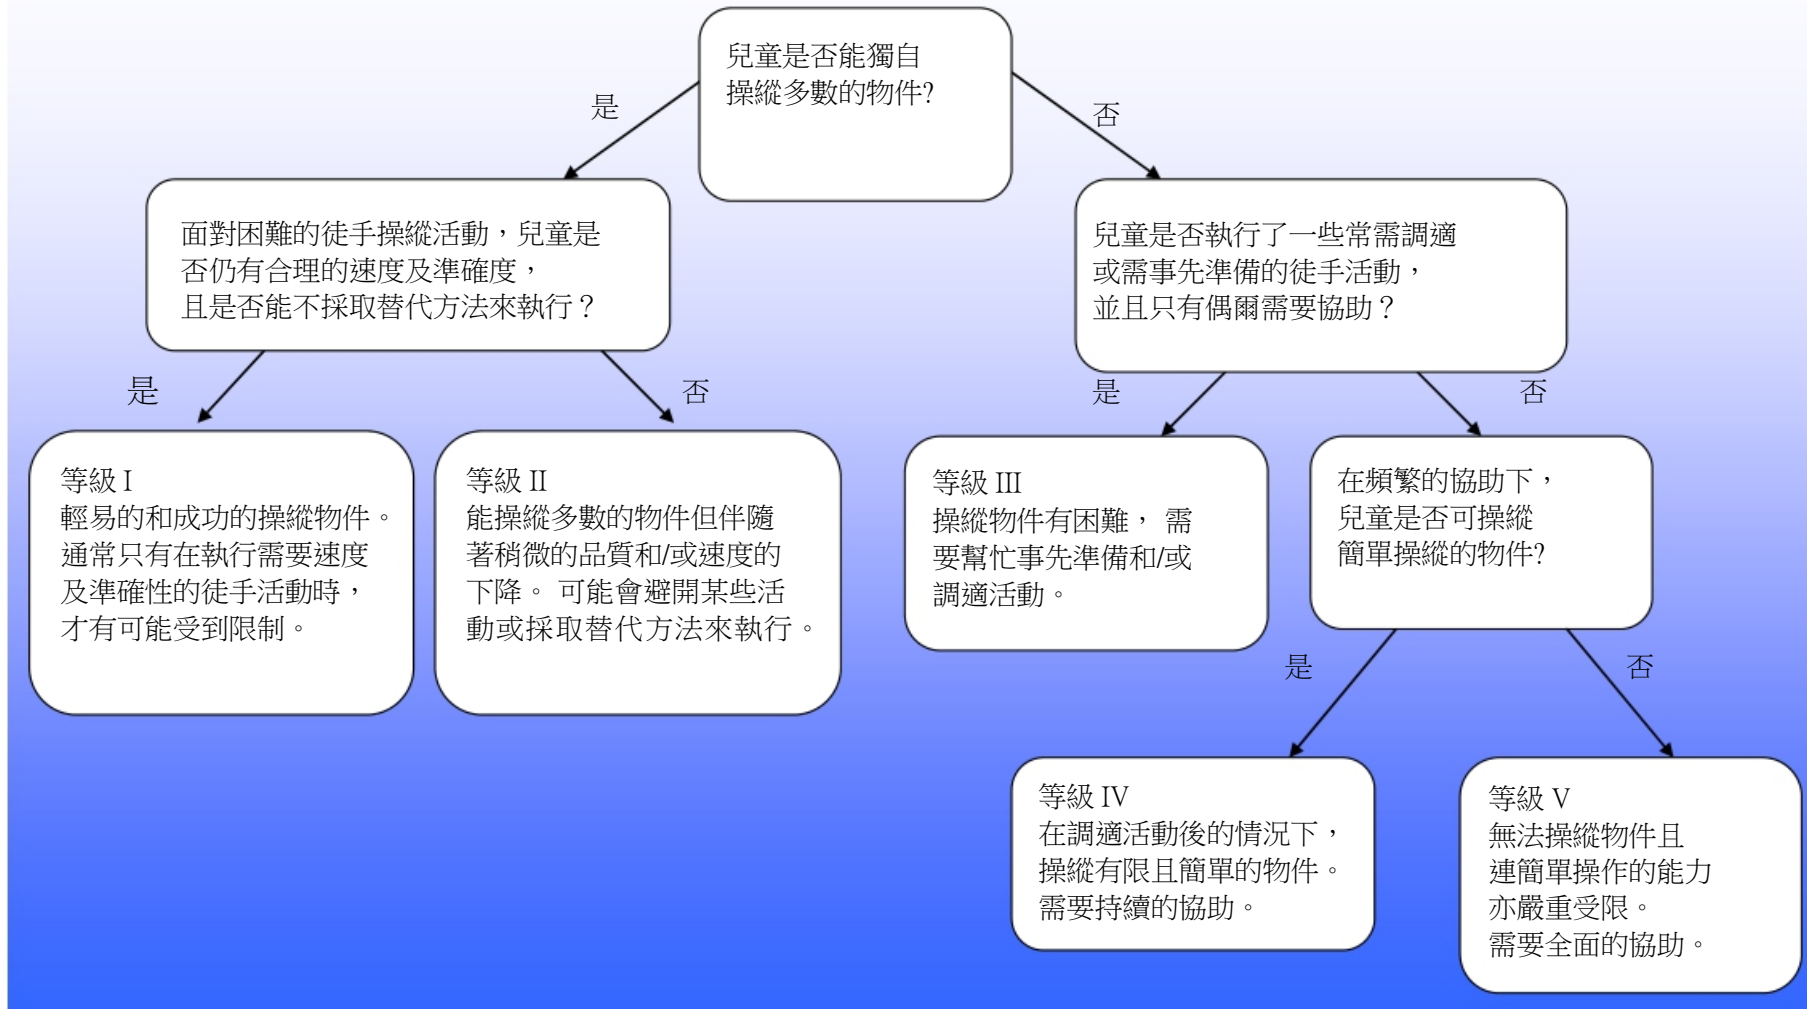 兒童是否能獨自
操縱多數的物件?
是
否
面對困難的徒手操縱活動，兒童是
否仍有合理的速度及準確度，
且是否能不採取替代方法來執行？
兒童是否執行了一些常需調適
或需事先準備的徒手活動，
並且只有偶爾需要協助？
是
否
是
否
等級 I
輕易的和成功的操縱物件。
通常只有在執行需要速度
及準確性的徒手活動時，
才有可能受到限制。
等級 II
能操縱多數的物件但伴隨
著稍微的品質和/或速度的
下降。 可能會避開某些活
動或採取替代方法來執行。
等級 III
操縱物件有困難， 需
要幫忙事先準備和/或
調適活動。
在頻繁的協助下，
兒童是否可操縱
簡單操縱的物件?
是
否
等級 IV
在調適活動後的情況下，
操縱有限且簡單的物件。
需要持續的協助。
等級 V
無法操縱物件且
連簡單操作的能力
亦嚴重受限。
需要全面的協助。